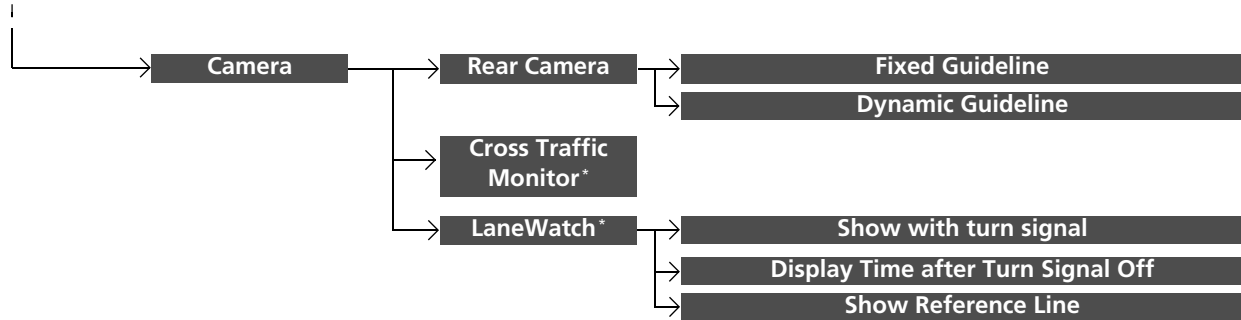 Camera
Rear Camera
Fixed Guideline
Dynamic Guideline
Cross Traffic
Monitor*
LaneWatch*
Show with turn signal
Display Time after Turn Signal Off
Show Reference Line